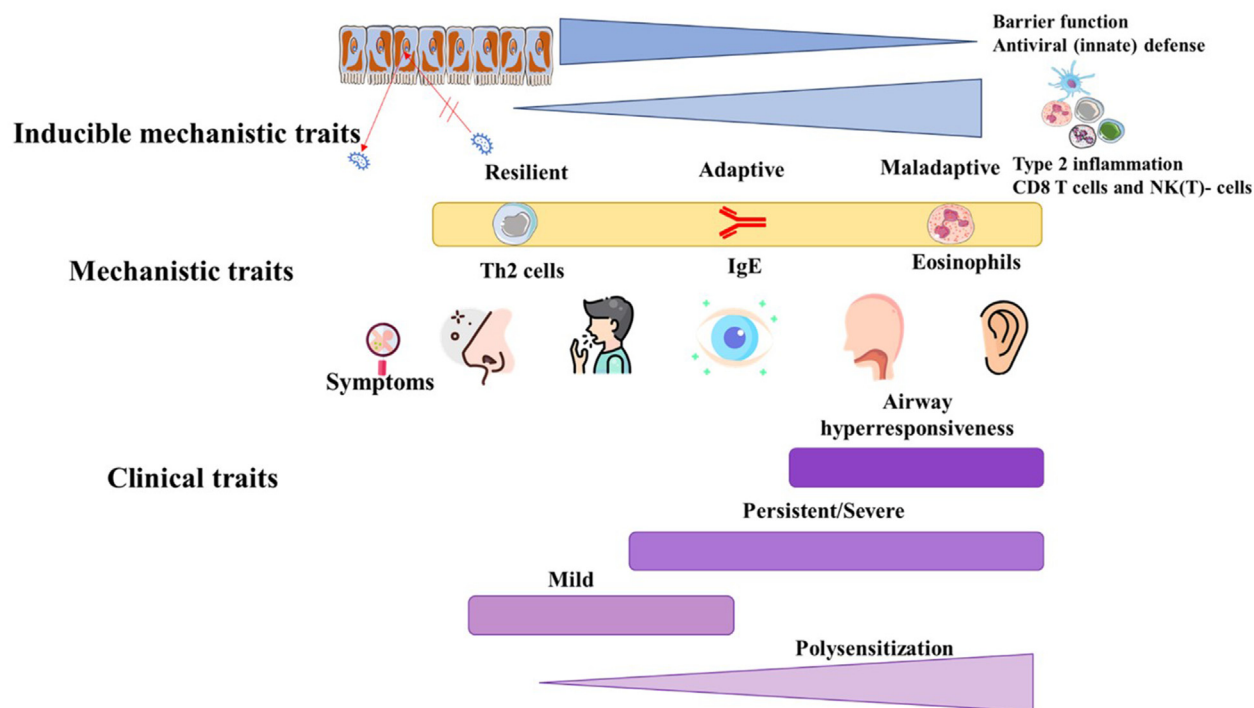 Barrier function
Antiviral (innate) defense
Inducible mechanistic traits
Resilient
Adaptive
Maladaptive
Type 2 inflammation
CD8 T cells and NK(T)- cells
Mechanistic traits
Th2 cells
IgE
Eosinophils
Symptoms
Airway
hyperresponsiveness
Clinical traits
Persistent/Severe
Mild
Polysensitization